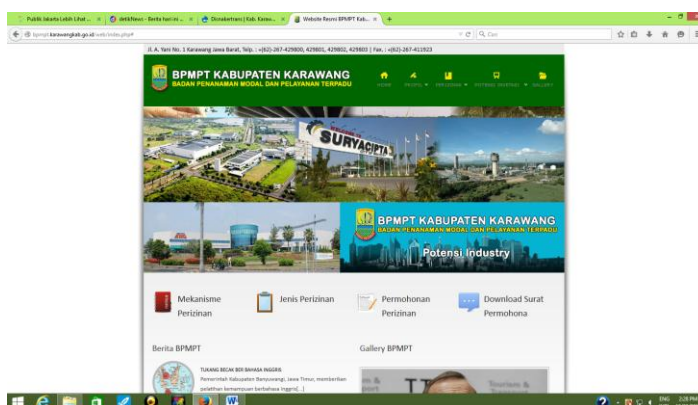 Publik Jakarta Lebih Lihat ...
detikNews - Berita hari ini ...
Disnakertrans | Kab. Karaw...
Website Resmi BPMPT Kab...
bpmpt.karawangkab.go.id/web/index.php#
Jl. A. Yani No. 1 Karawang Jawa Barat, Telp. : +(62)-267-429800, 429801, 429802, 429803 | Fax. : +(62)-267-411923
BPMPT KABUPATEN KARAWANG
BADAN PENANAMAN MODAL DAN PELAYANAN TERPADU
HOME PROFIL PERIZINAN POTENSI INVESTASI GALLERY
SURYACIPTA
BPMPT KABUPATEN KARAWANG
BADAN PENANAMAN MODAL DAN PELAYANAN TERPADU
Potensi Industry
Mekanisme
Perizinan
Jenis Perizinan
Permohonan
Perizinan
Download Surat
Permohona
Berita BPMPT
Gallery BPMPT
TUKANG BECAK BERBAHASA INGGRIS
Pemerintah Kabupaten Banyuwangi, Jawa Timur, memberikan
pelatihan kemampuan berbahasa Inggris[...]
Tourism &
ENG